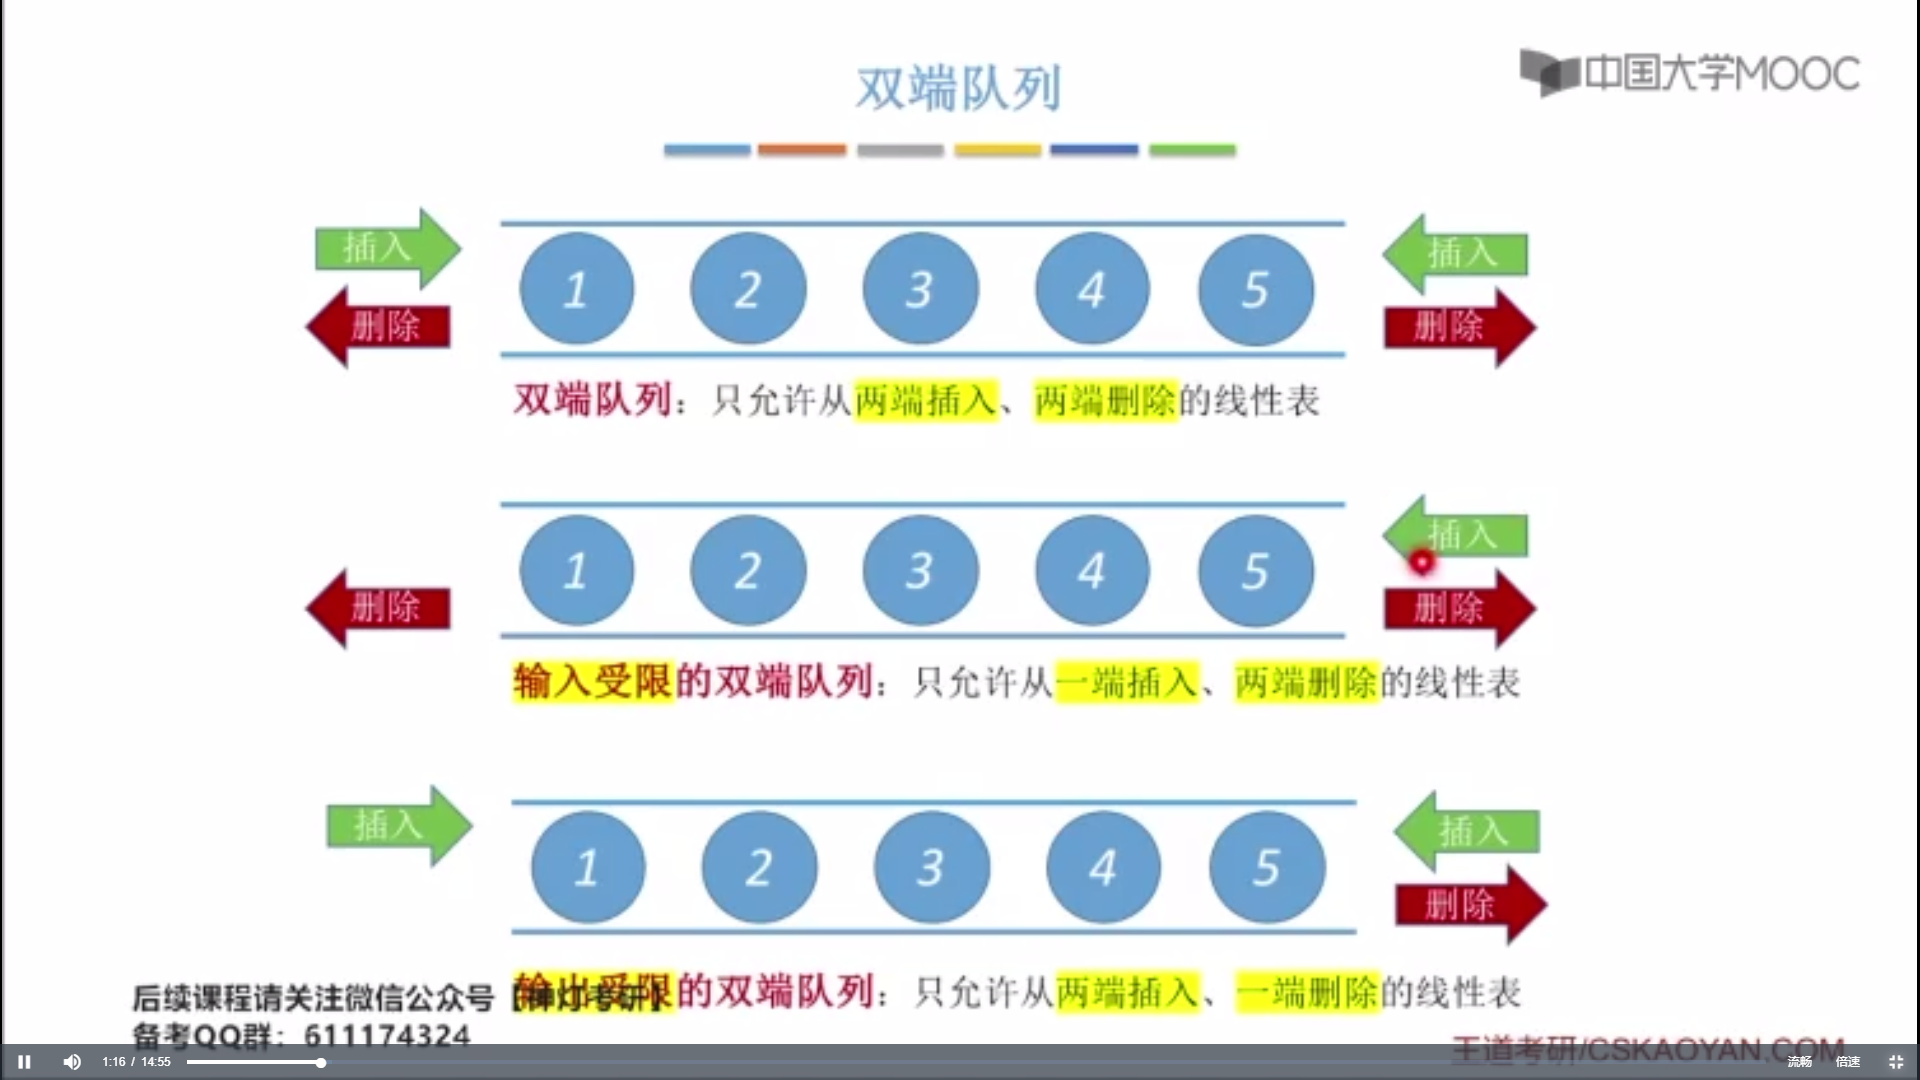 双端队列
中国大学MOOC
插入
删除
1 2 3 4 5
插入
删除
双端队列：只允许从两端插入、两端删除的线性表
删除
1 2 3 4 5
插入
删除
输入受限的双端队列：只允许从一端插入、两端删除的线性表
插入
1 2 3 4 5
插入
删除
输出受限的双端队列：只允许从两端插入、一端删除的线性表
后续课程请关注微信公众号【神灯考研】
备考QQ群：611174324
王道考研/CSKAOYAN.COM
1:16 / 14:55
流畅 倍速